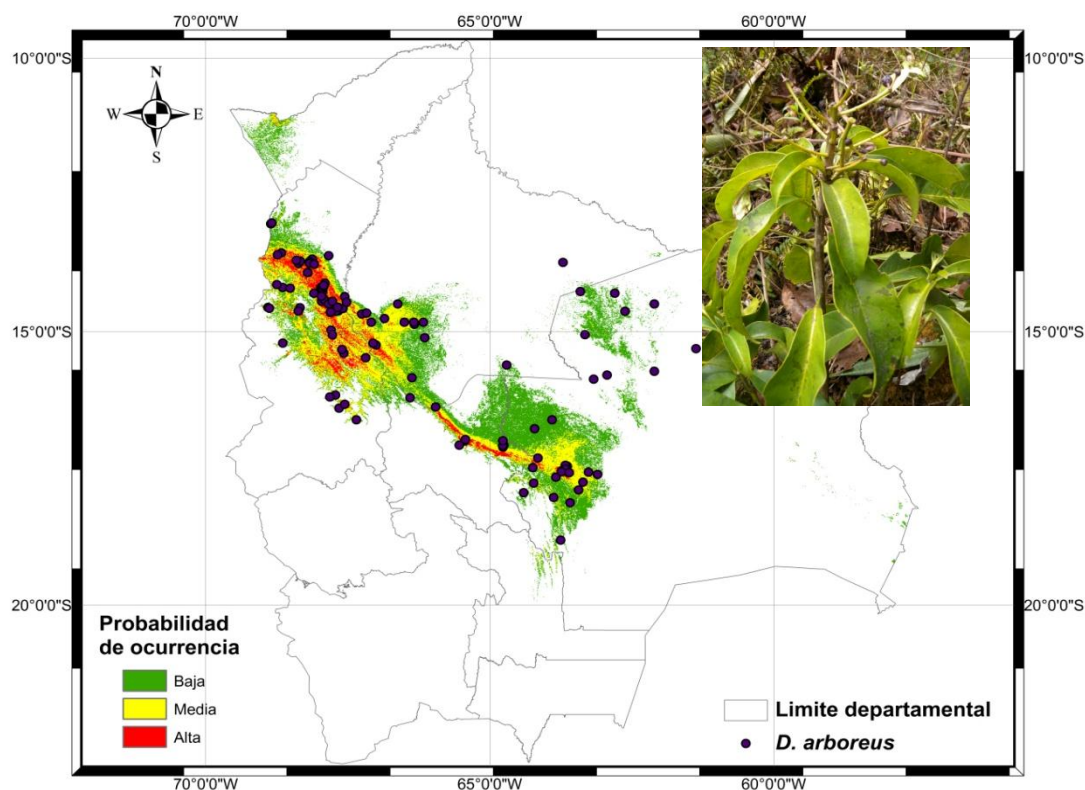 70°0'0"W 65°0'0"W 60°0'0"W
10°0'0"S 10°0'0"S
N
W E
S
15°0'0"S 15°0'0"S
20°0'0"S 20°0'0"S
Probabilidad
de ocurrencia
Baja
Media
Alta
Limite departamental
D. arboreus
70°0'0"W 65°0'0"W 60°0'0"W